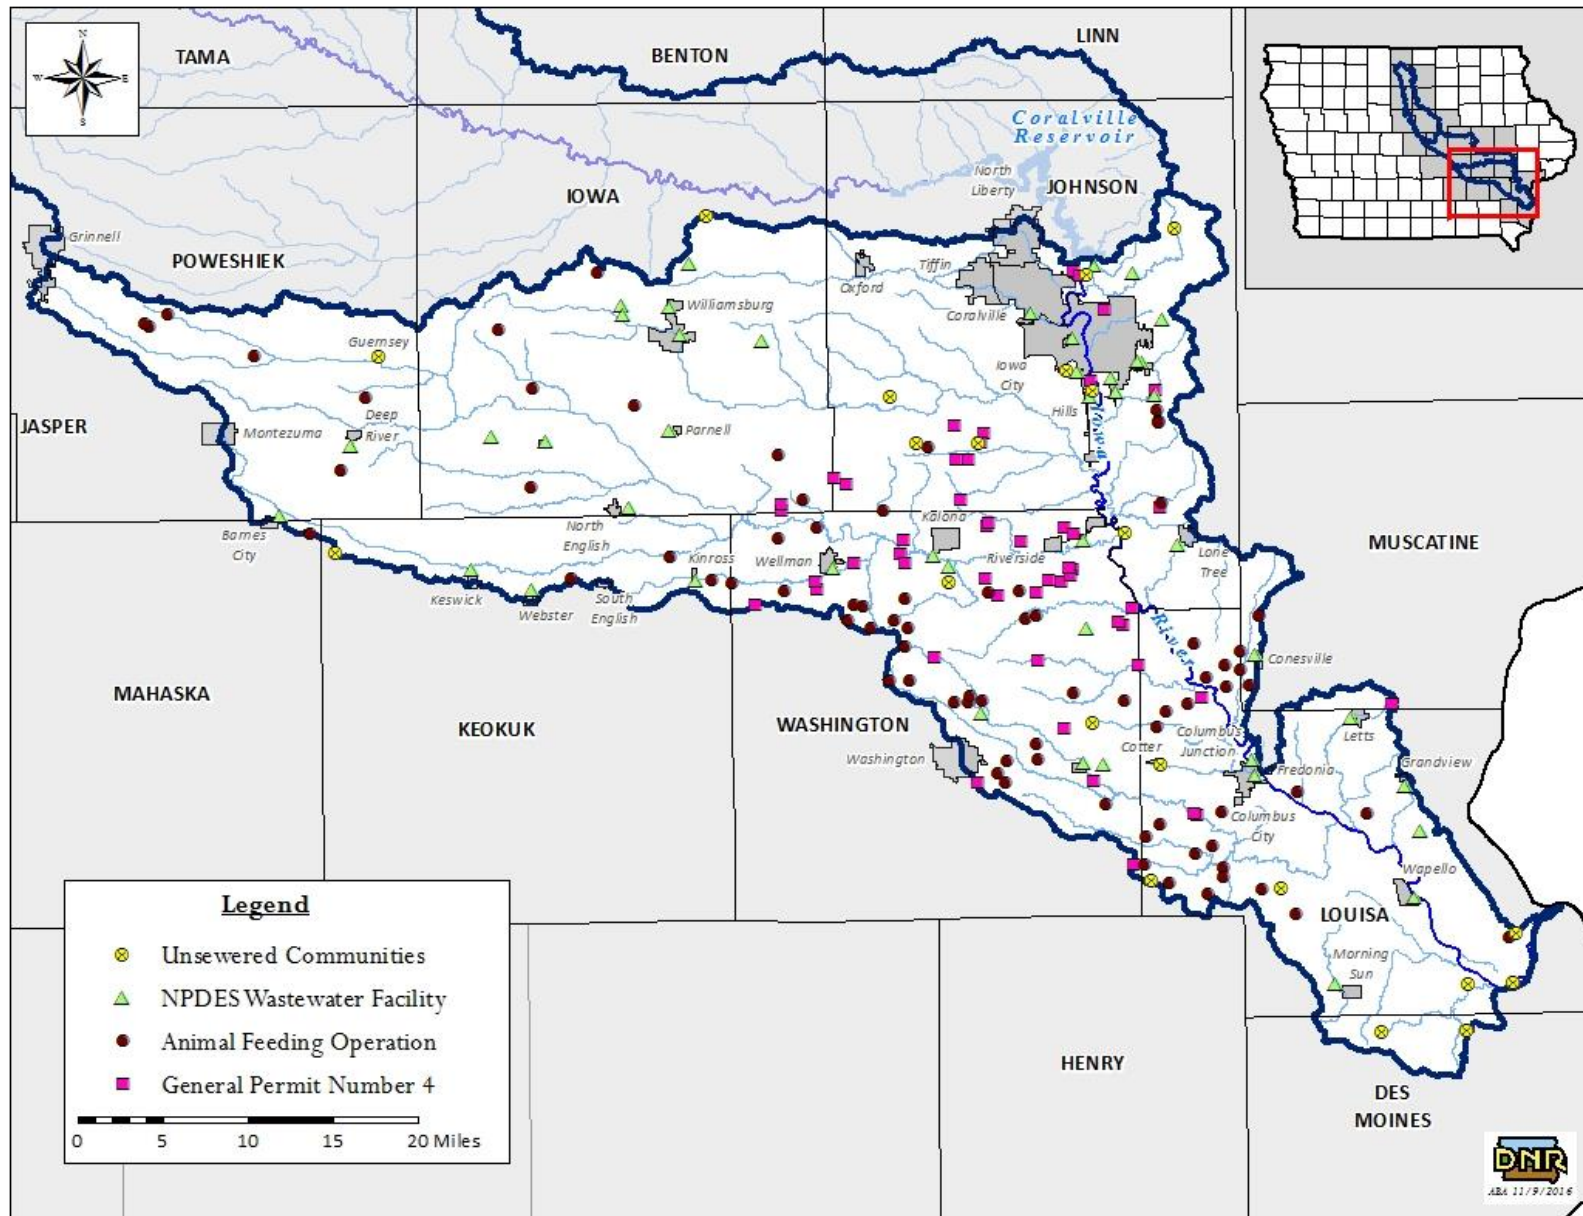 N
W
E
S
TAMA
BENTON
LINN
Coralville
Reservoir
North
Liberty
JOHNSON
IOWA
Grinnell
POWESHIEK
Tiffin
Oxford
Williamsburg
Coralville
Guernsey
Iowa
City
JASPER
Deep
River
Montezuma
Parnell
Hills
Iowa
Barnes
City
North
English
Kalona
Kinross
Wellman
Riverside
Lone
Tree
MUSCATINE
Keswick
Webster
South
English
River
Conesville
MAHASKA
KEOKUK
WASHINGTON
Washington
Cotter
Columbus
Junction
Letts
Fredonia
Grandview
Columbus
City
Wapello
LOUISA
Morning
Sun
HENRY
DES
MOINES
Legend
Unsewered Communities
NPDES Wastewater Facility
Animal Feeding Operation
General Permit Number 4
0 5 10 15 20 Miles
DNR
ABA 11/9/2016